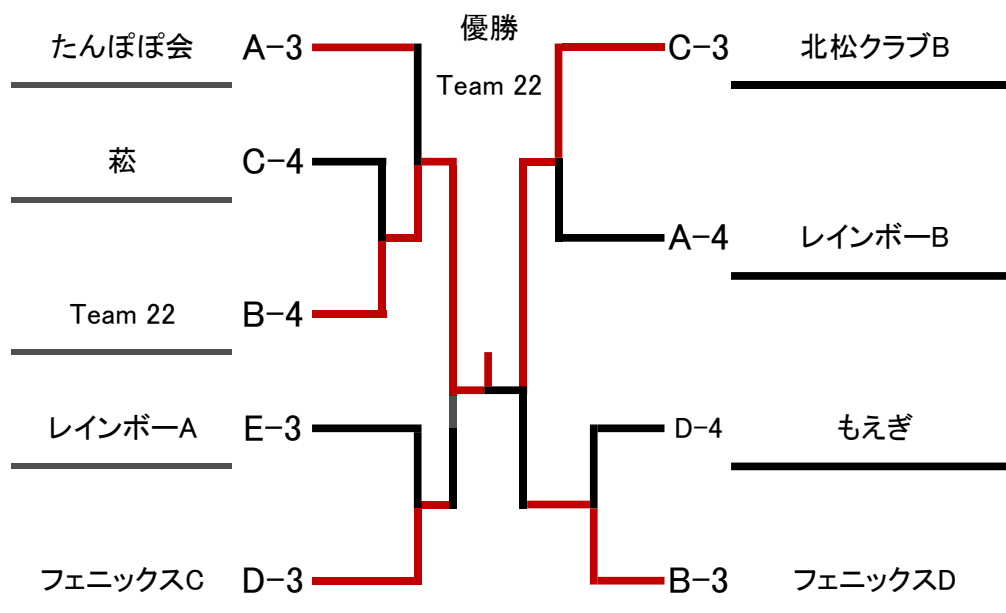 優勝
Team 22
たんぽぽ会 A-3
菘 C-4
Team 22 B-4
レインボーA E-3
フェニックスC D-3
C-3 北松クラブB
A-4 レインボーB
D-4 もえぎ
B-3 フェニックスD